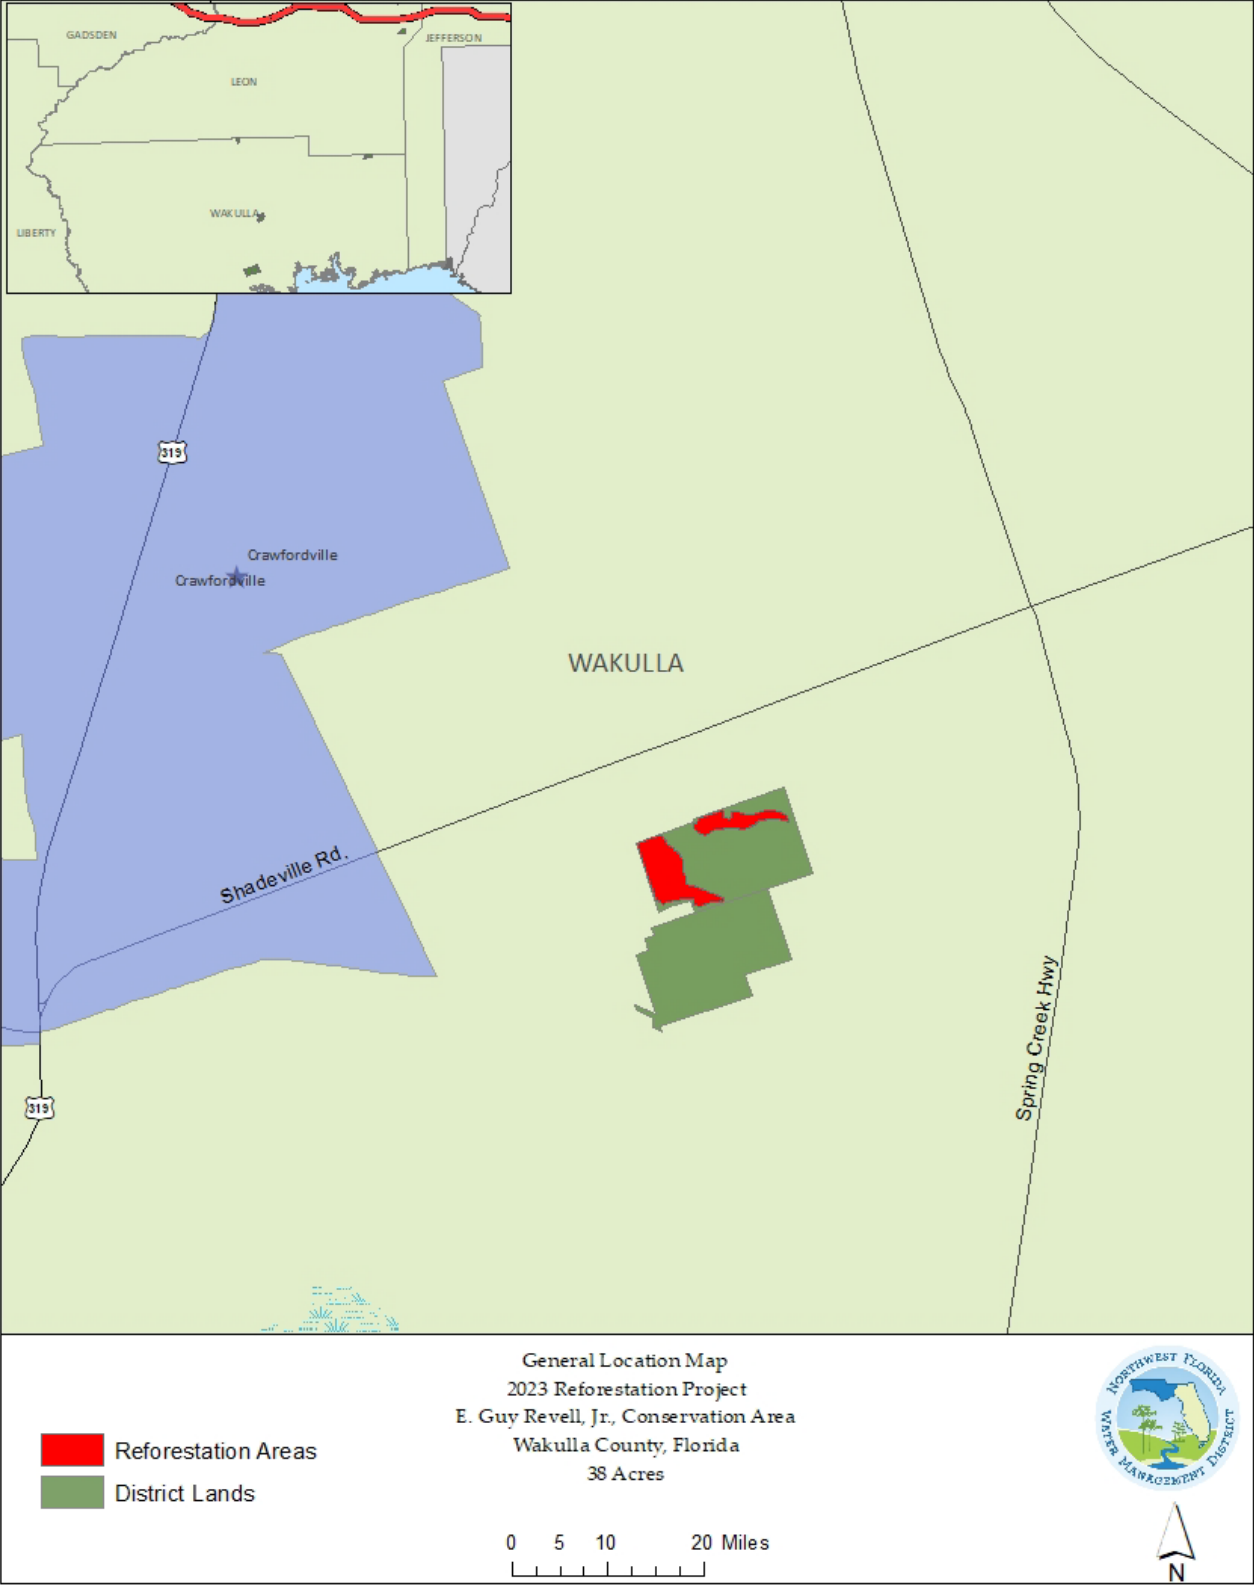 GADSDEN
JEFFERSON
LEON
WAKULLA
LIBERTY
319
Crawfordville
Crawfordville
WAKULLA
Shadeville Rd.
Spring Creek Hwy
319
General Location Map
2023 Reforestation Project
E. Guy Revell, Jr., Conservation Area
Wakulla County, Florida
38 Acres
Reforestation Areas
District Lands
0 5 10 20 Miles
NORTHWEST FLORIDA
WATER MANAGEMENT DISTRICT
N